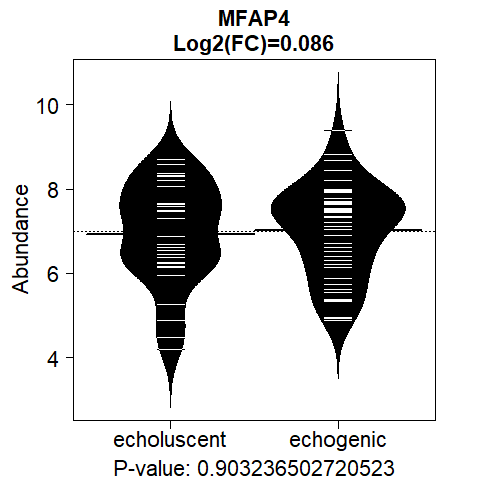 MFAP4
Log2(FC)=0.086
Abundance
10
8
6
4
echoluscent echogenic
P-value: 0.903236502720523